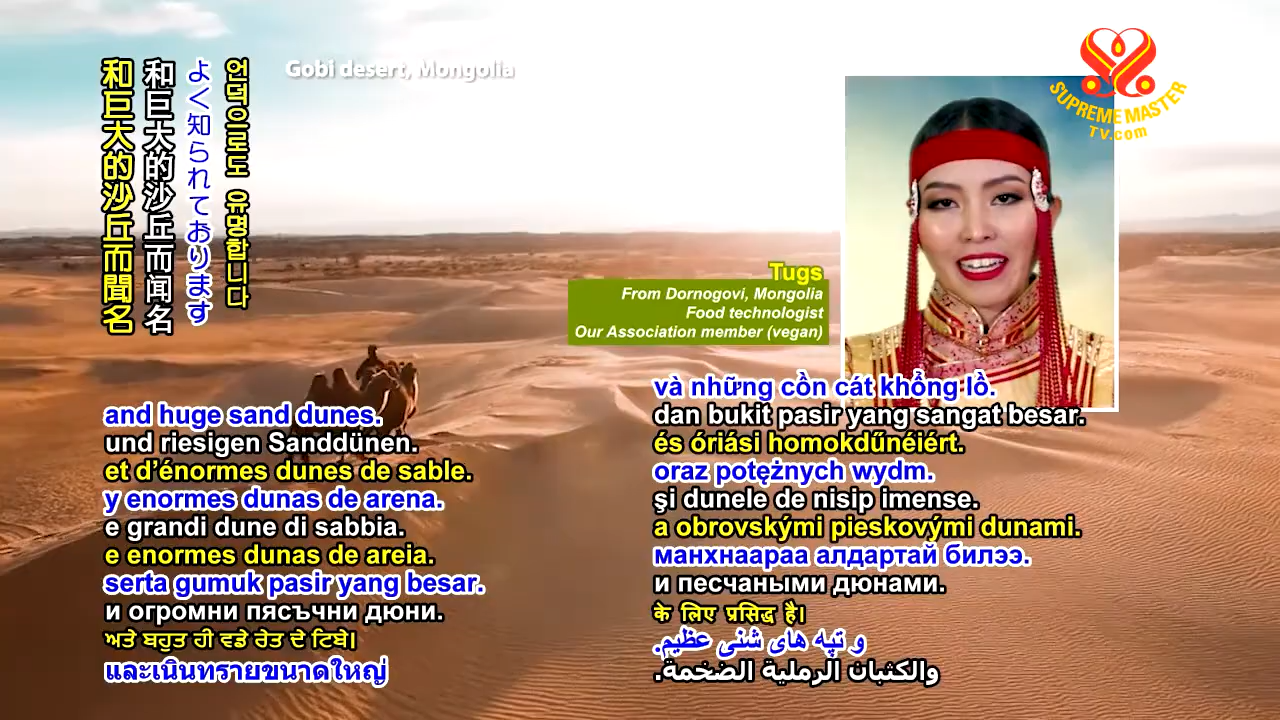 Gobi desert, Mongolia
SUPREME MASTER
TV.com
언덕으로도 유명합니다
よく知られております
和巨大的沙丘而闻名
和巨大的沙丘而聞名
Tugs
From Dornogovi, Mongolia
Food technologist
Our Association member (vegan)
and huge sand dunes.
und riesigen Sanddünen.
et d’énormes dunes de sable.
y enormes dunas de arena.
e grandi dune di sabbia.
e enormes dunas de areia.
serta gumuk pasir yang besar.
и огромни пясъчни дюни.
ਅਤੇ ਬਹੁਤ ਹੀ ਵਡੇ ਰੇਤ ਦੇ ਟਿਬੇ।
และเนินทรายขนาดใหญ่
và những cồn cát khổng lồ.
dan bukit pasir yang sangat besar.
és óriási homokdűnéiért.
oraz potężnych wydm.
şi dunele de nisip imense.
a obrovskými pieskovými dunami.
манхнаараа алдартай билээ.
и песчаными дюнами.
के लिए प्रसिद्ध है।
و تپه های شنی عظیم.
والكثبان الرملية الضخمة.